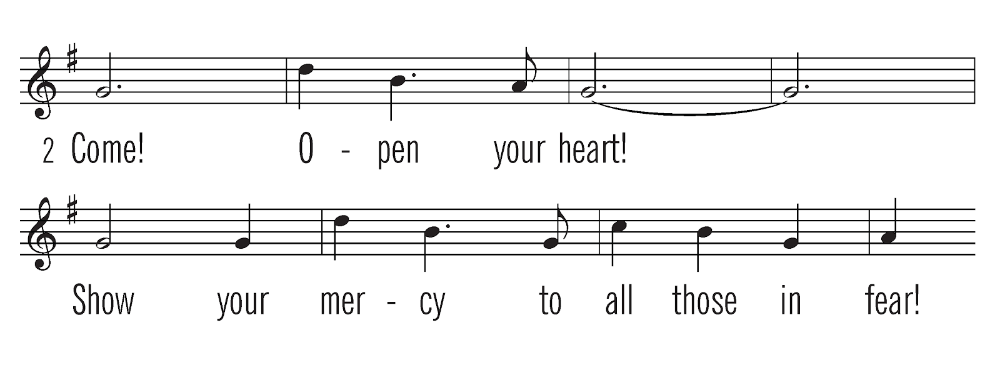 2 Come! O - pen your heart!
Show your mer - cy to all those in fear!